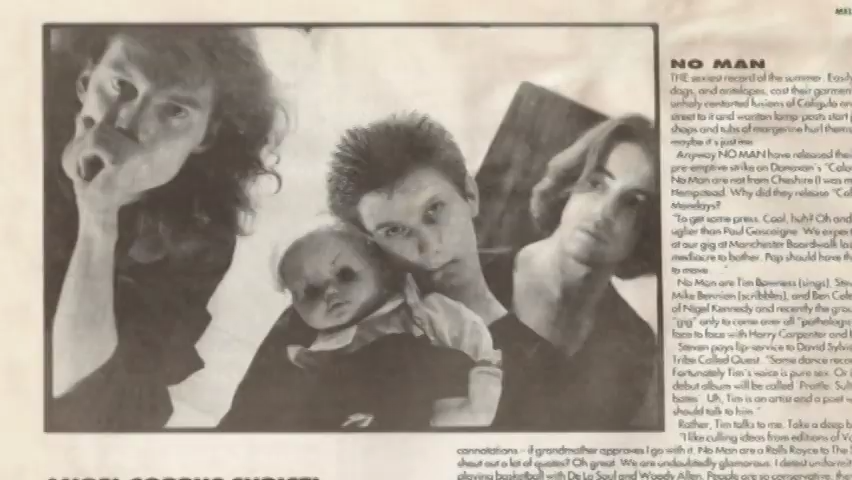 NO MAN
THE sexiest record of the summer. Easily
dogs, and antelopes, cast their garmen
unholy contorted fusions of Caligula an
street to it and wanton lamp-posts start
shops and tubs of margarine hurl thems
maybe it's just me.
Anyway NO MAN have released their
pre-emptive strike on Donovan's "Colo
No Man are not from Cheshire (I was m
Hempstead. Why did they release "Col
Mondays?
"To get some press. Cool, huh? Oh and
uglier than Paul Gascoigne. We expec
at our gig at Manchester Boardwalk la
mediocre to bother. Pop should have th
to move
No Man are Tim Bowness (sings), Stev
Mike Bennion (scribbles), and Ben Cole
of Nigel Kennedy and recently the grou
"gig" only to come over all "pathologic
face to face with Harry Carpenter and
Steven pays lip-service to David Sylvia
Tribe Called Quest. "Some dance reco
Fortunately Tim's voice is pure sex. Or
debut album will be called 'Prattle: Sul
bates'. Uh, Tim is an artist and a poet
should talk to him."
Rather, Tim talks to me. Take a deep b
"I like culling ideas from editions of Vo
connotations - if grandmother approves I go with it. No Man are a Rolls Royce to The S
shout out a lot of quotes? Oh great. We are undoubtedly glamorous. I detest uniformit
playing basketball with De La Soul and Woody Allen. People are so conservative, the